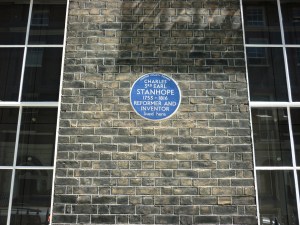 CHARLES
3RD EARL
STANHOPE
1753 - 1816
REFORMER AND
INVENTOR
lived here